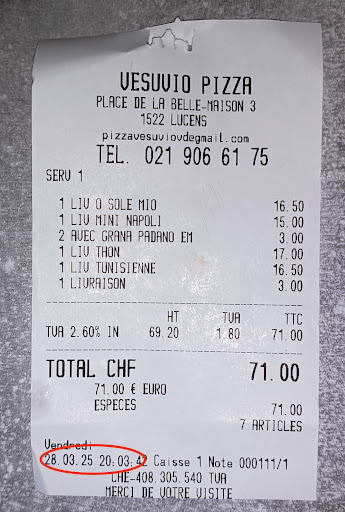 VESUVIO PIZZA
PLACE DE LA BELLE-MAISON 3
1522 LUCENS
pizzavesuviovd@gmail.com
TEL. 021 906 61 75
SERV 1
1 LIV O SOLE MIO 16.50
1 LIV MINI NAPOLI 15.00
2 AVEC GRANA PADANO EM 3.00
1 LIV THON 17.00
1 LIV TUNISIENNE 16.50
1 LIVRAISON 3.00
HT TVA TTC
TVA 2.60% IN 69.20 1.80 71.00
TOTAL CHF 71.00
71.00 € EURO
ESPECES 71.00
7 ARTICLES
Vendredi
28.03.25 20:03:42 Caisse 1 Note 000111/1
CHE-408.305.540 TVA
MERCI DE VOTRE VISITE